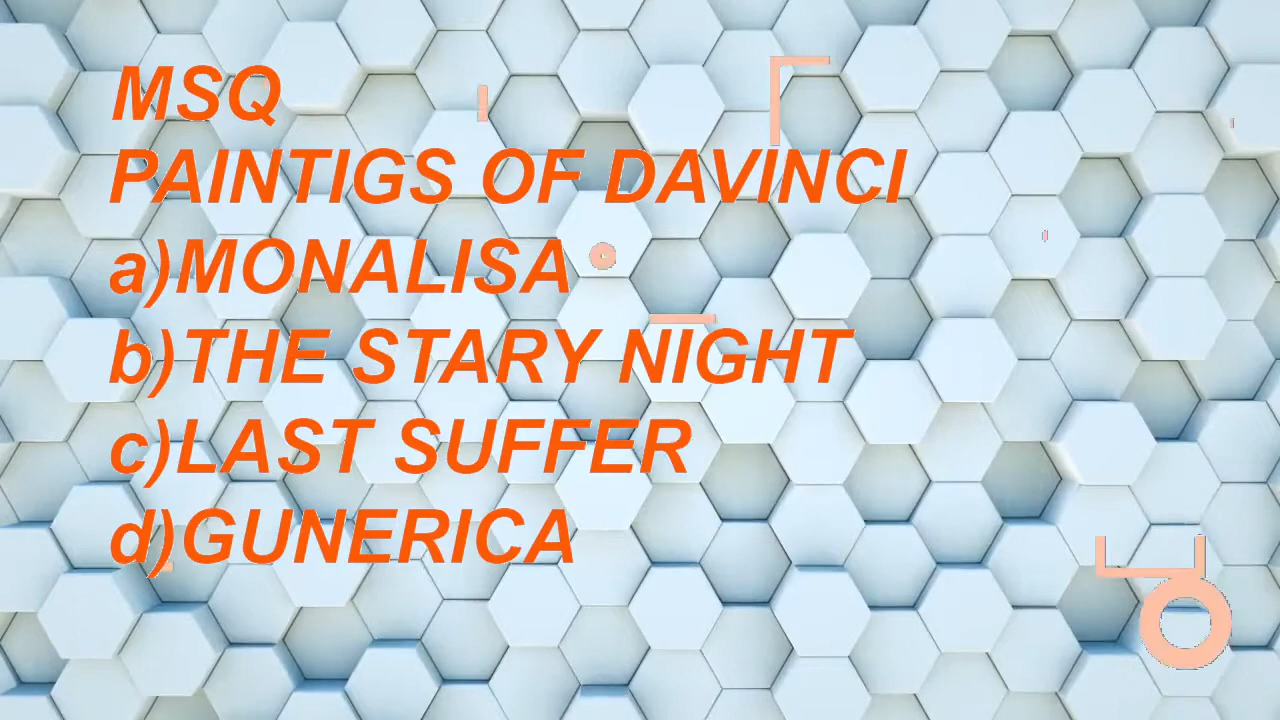 MSQ
PAINTIGS OF DAVINCI
a)MONALISA
b)THE STARY NIGHT
c)LAST SUFFER
d)GUNERICA